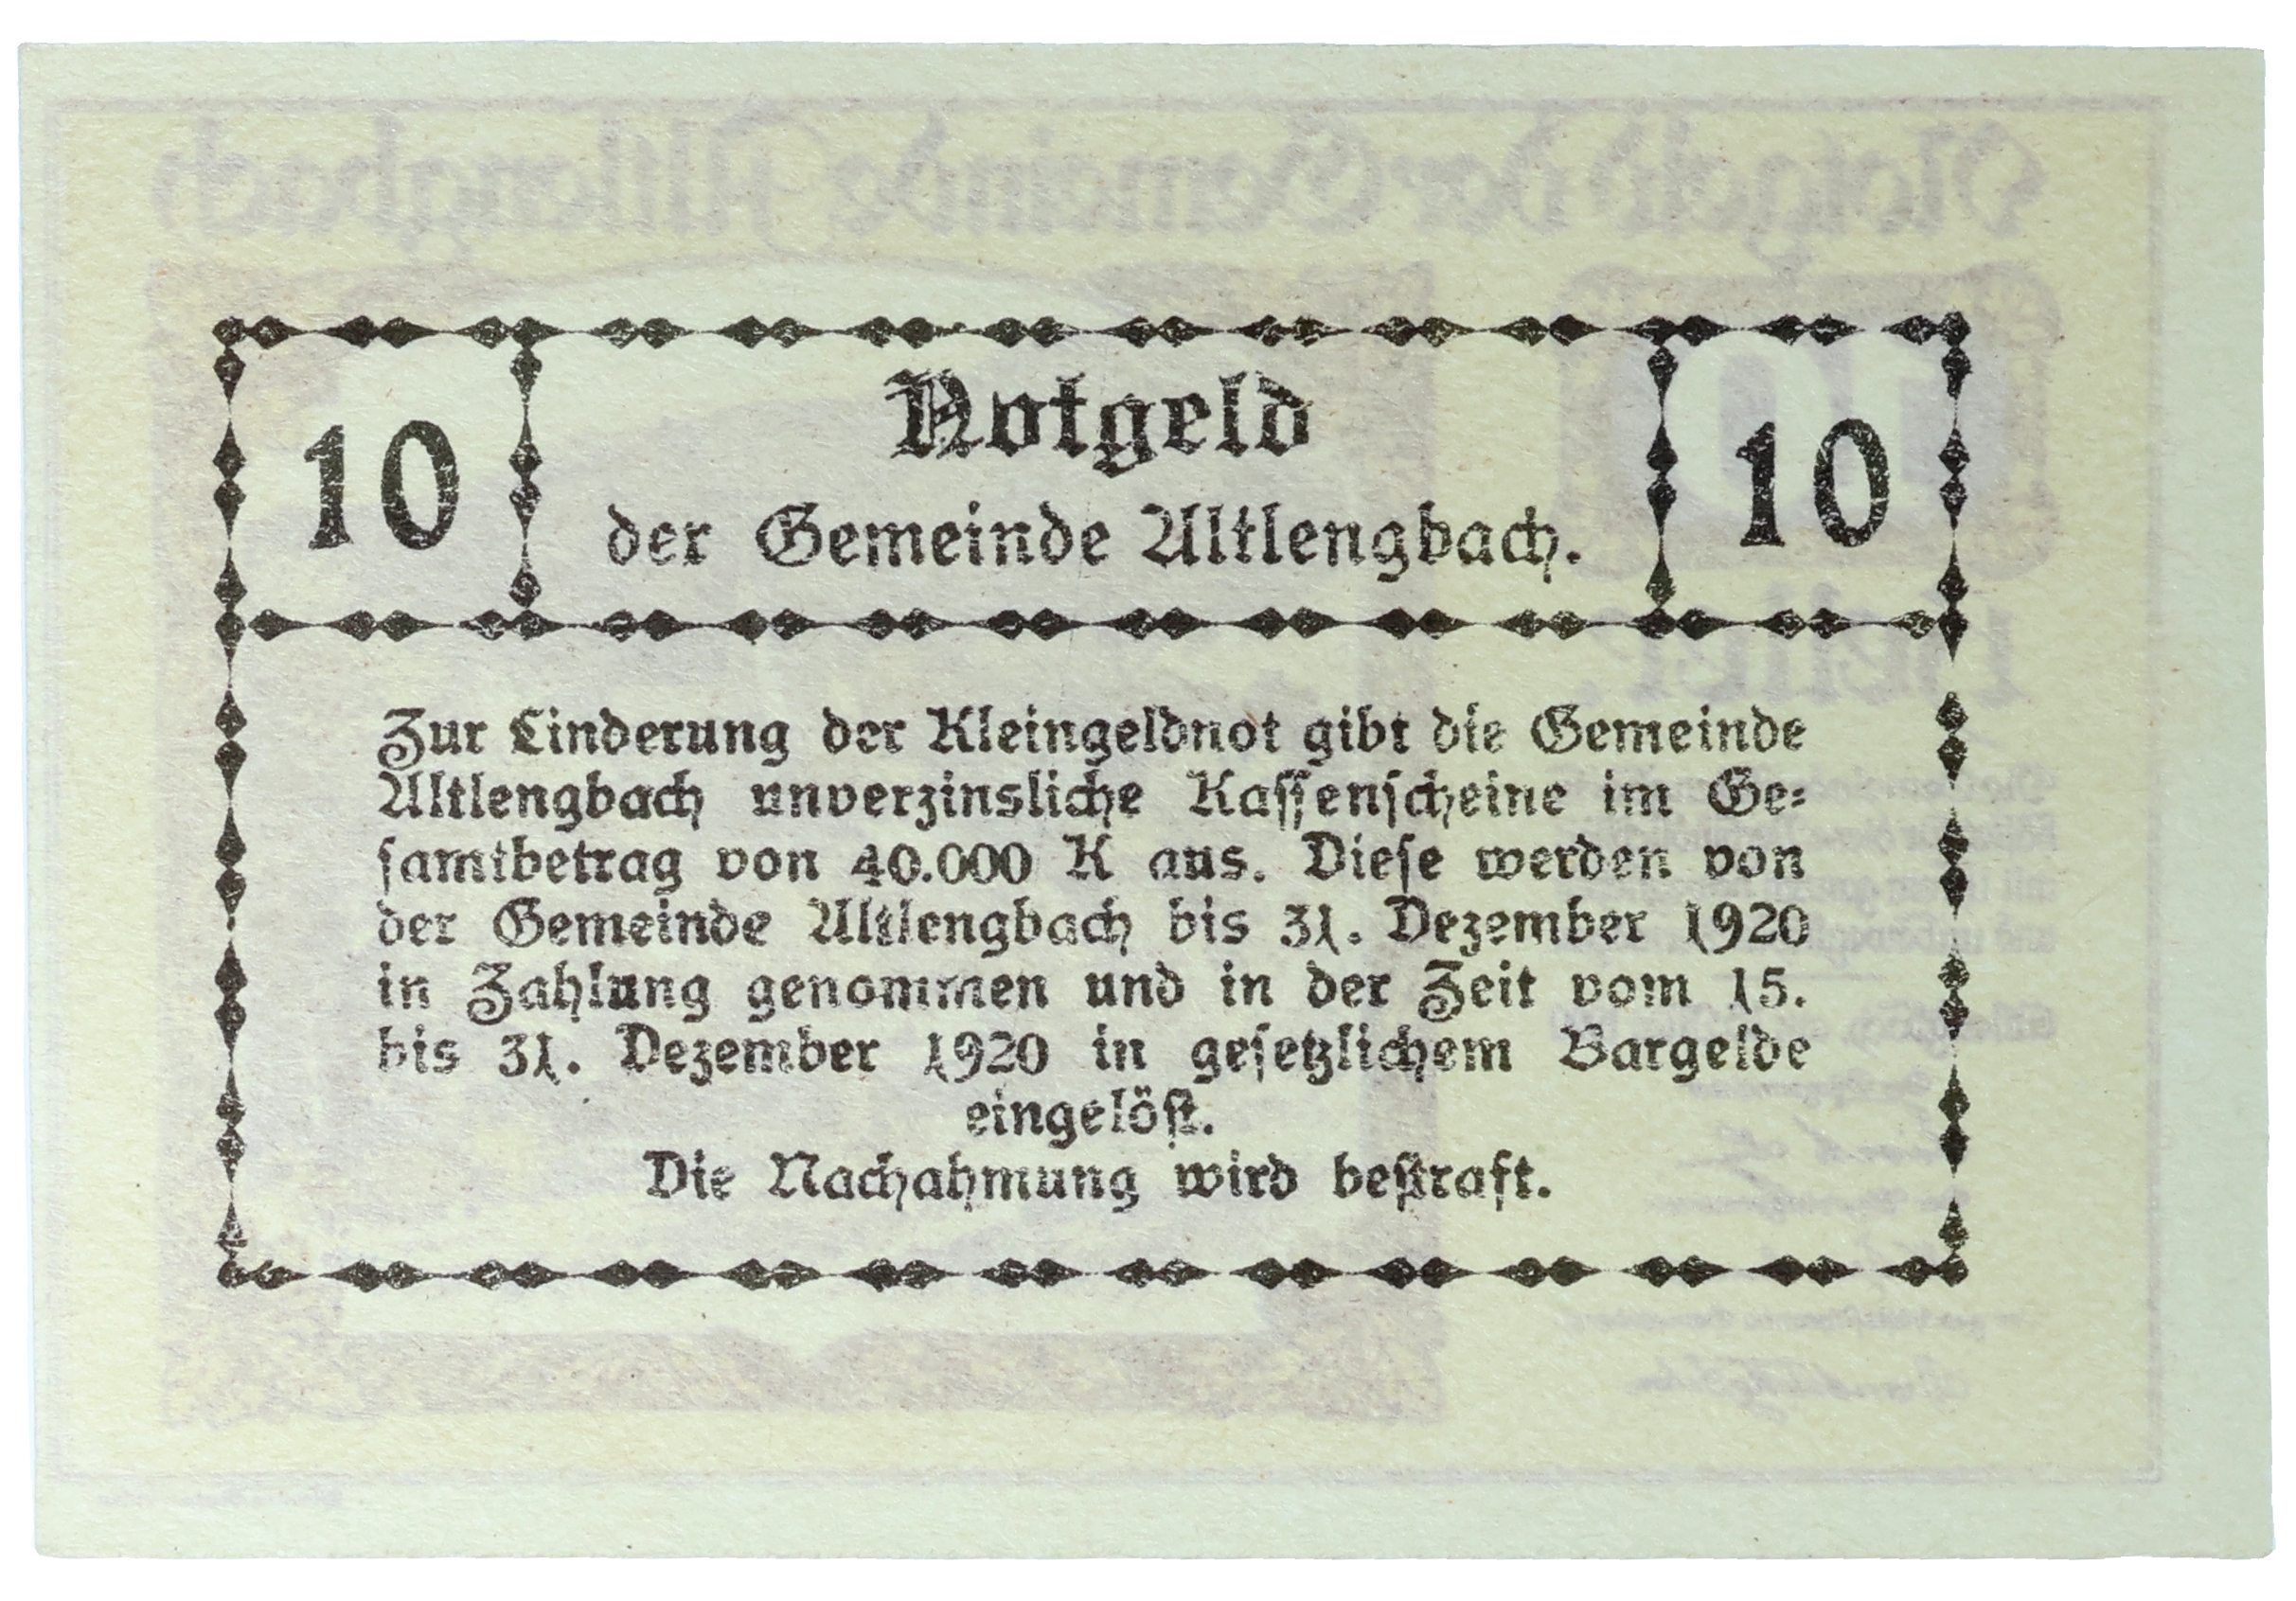 10
Notgeld
10
der Gemeinde Altlengbach.
Zur Linderung der Kleingeldnot gibt die Gemeinde
Altlengbach unverzinsliche Kassenscheine im Ge-
samtbetrag von 40.000 K aus. Diese werden von
der Gemeinde Altlengbach bis 31. Dezember 1920
in Zahlung genommen und in der Zeit vom 15.
bis 31. Dezember 1920 in gesetzlichem Bargelde
eingelöst.
Die Nachahmung wird bestraft.